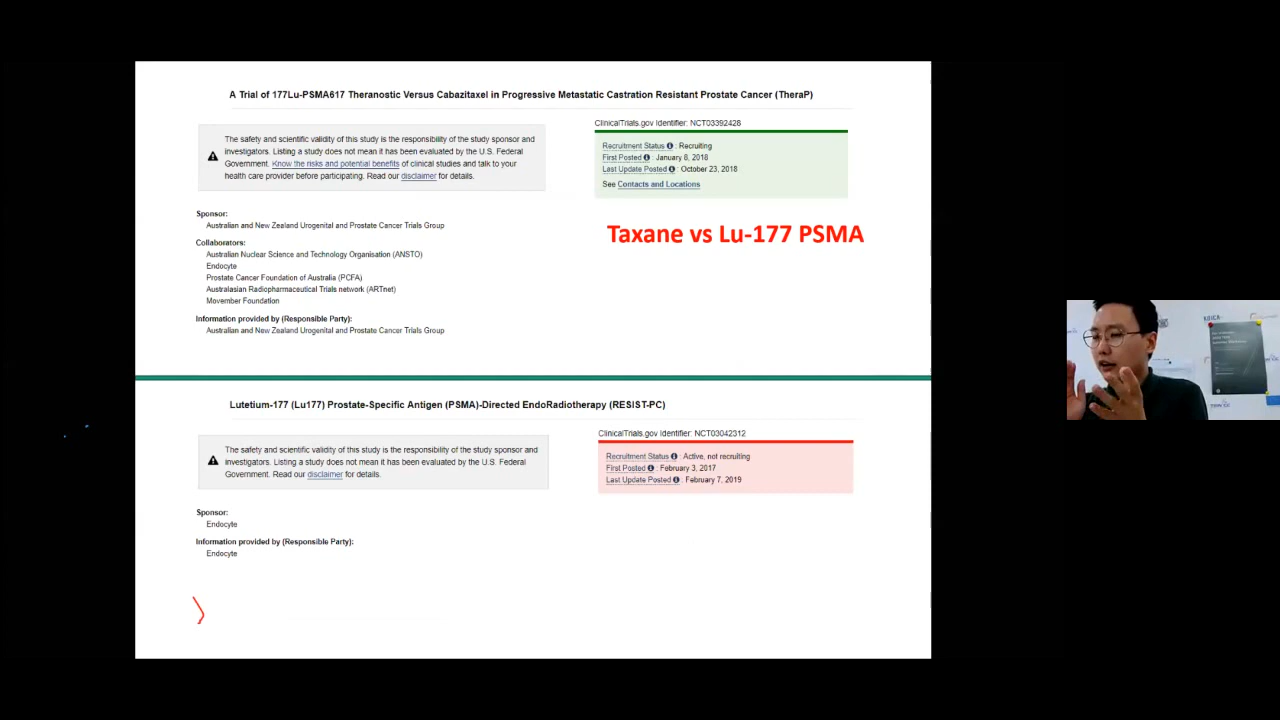 A Trial of 177Lu-PSMA617 Theranostic Versus Cabazitaxel in Progressive Metastatic Castration Resistant Prostate Cancer (TheraP)
The safety and scientific validity of this study is the responsibility of the study sponsor and
investigators. Listing a study does not mean it has been evaluated by the U.S. Federal
Government. Know the risks and potential benefits of clinical studies and talk to your
health care provider before participating. Read our disclaimer for details.
ClinicalTrials.gov Identifier: NCT03392428
Recruitment Status : Recruiting
First Posted : January 8, 2018
Last Update Posted : October 23, 2018
See Contacts and Locations
Sponsor:
Australian and New Zealand Urogenital and Prostate Cancer Trials Group
Collaborators:
Australian Nuclear Science and Technology Organisation (ANSTO)
Endocyte
Prostate Cancer Foundation of Australia (PCFA)
Australasian Radiopharmaceutical Trials network (ARTnet)
Movember Foundation
Information provided by (Responsible Party):
Australian and New Zealand Urogenital and Prostate Cancer Trials Group
Taxane vs Lu-177 PSMA
Lutetium-177 (Lu177) Prostate-Specific Antigen (PSMA)-Directed EndoRadiotherapy (RESIST-PC)
The safety and scientific validity of this study is the responsibility of the study sponsor and
investigators. Listing a study does not mean it has been evaluated by the U.S. Federal
Government. Read our disclaimer for details.
ClinicalTrials.gov Identifier: NCT03042312
Recruitment Status : Active, not recruiting
First Posted : February 3, 2017
Last Update Posted : February 7, 2019
Sponsor:
Endocyte
Information provided by (Responsible Party):
Endocyte